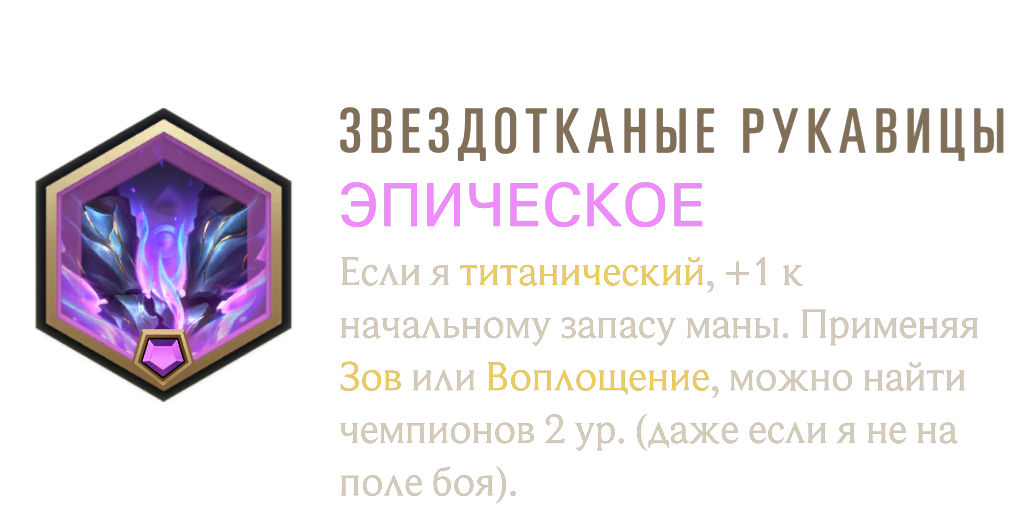 ЗВЕЗДОТКАНЫЕ РУКАВИЦЫ
ЭПИЧЕСКОЕ
Если я титанический, +1 к
начальному запасу маны. Применяя
Зов или Воплощение, можно найти
чемпионов 2 ур. (даже если я не на
поле боя).